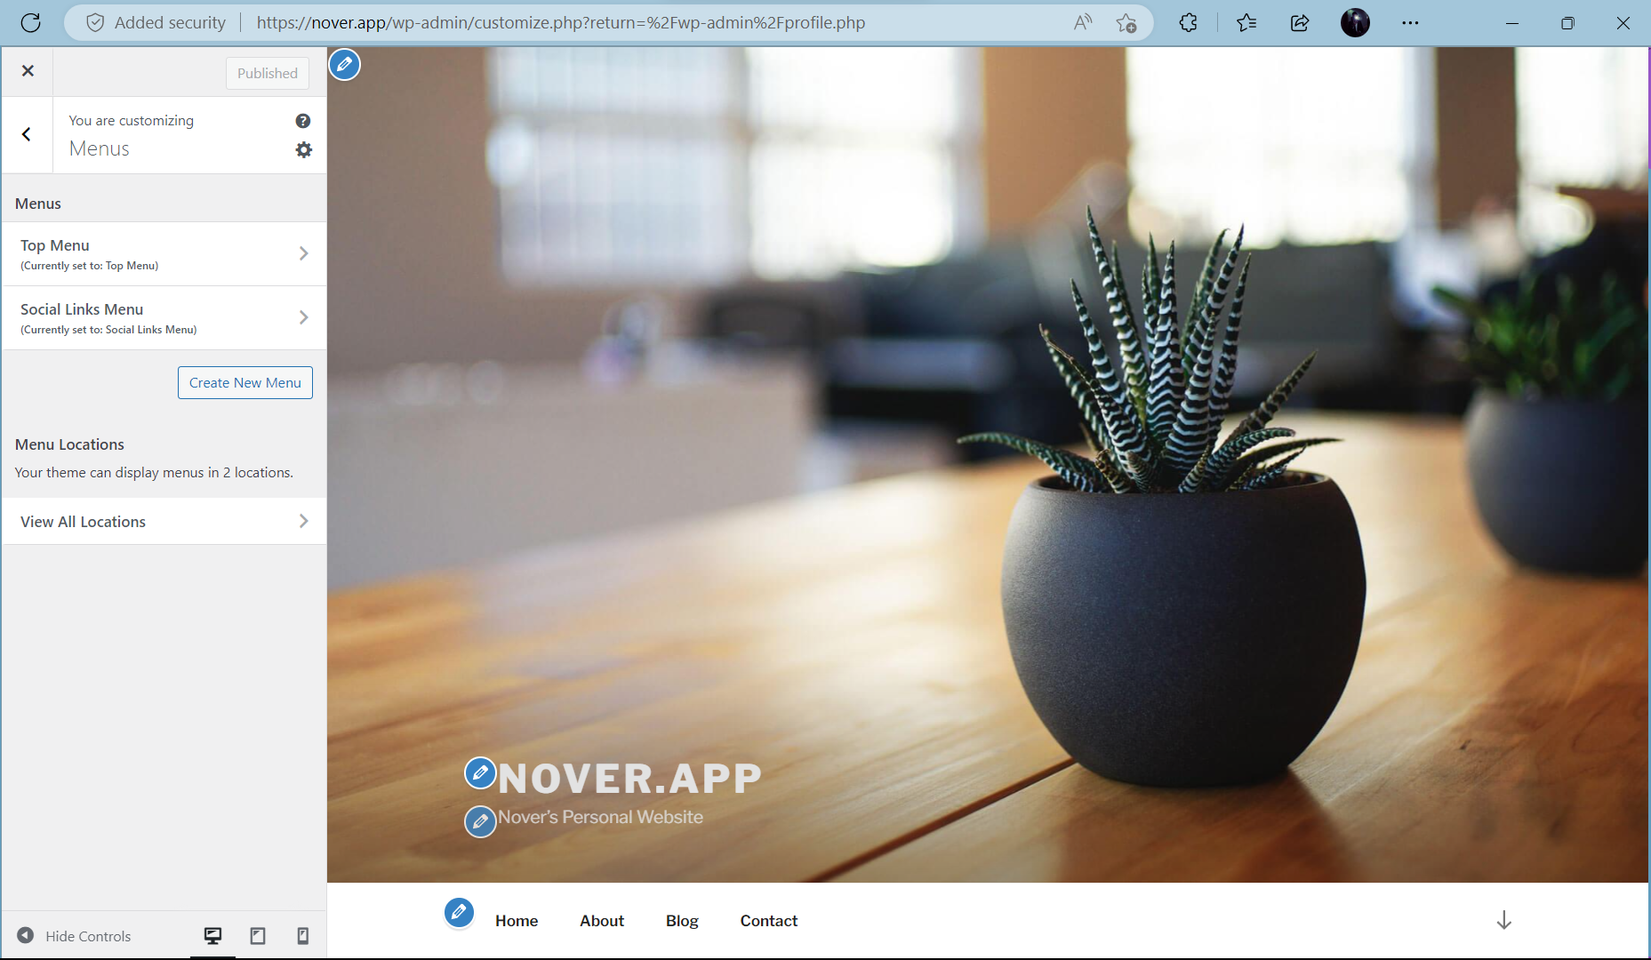 Added security
https://nover.app/wp-admin/customize.php?return=%2Fwp-admin%2Fprofile.php
Published
You are customizing
Menus
Menus
Top Menu
(Currently set to: Top Menu)
Social Links Menu
(Currently set to: Social Links Menu)
Create New Menu
Menu Locations
Your theme can display menus in 2 locations.
View All Locations
Hide Controls
NOVER.APP
Nover’s Personal Website
Home About Blog Contact